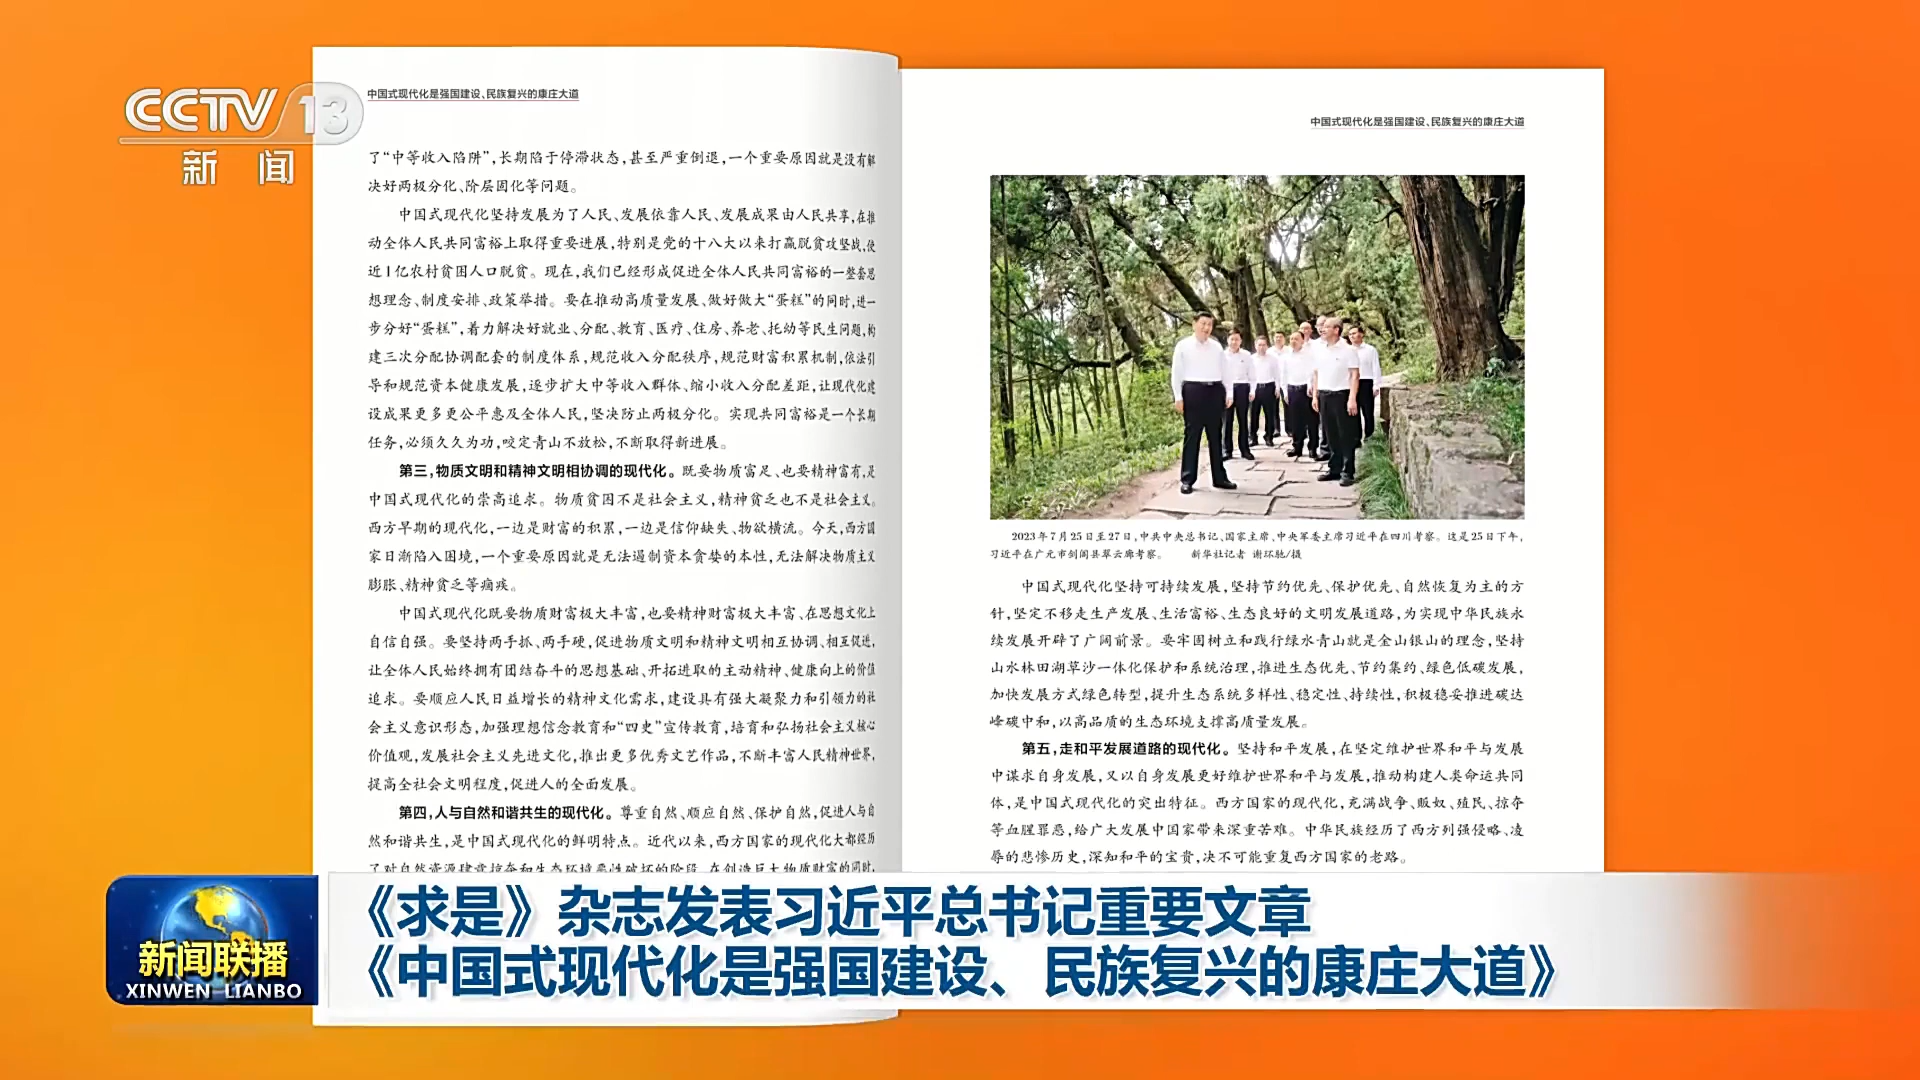 CCTV 13
新闻
中国式现代化是强国建设、民族复兴的康庄大道
了“中等收入陷阱”,长期陷于停滞状态,甚至严重倒退,一个重要原因就是没有解
决好两极分化、阶层固化等问题。
中国式现代化坚持发展为了人民、发展依靠人民、发展成果由人民共享,在推
动全体人民共同富裕上取得重要进展,特别是党的十八大以来打赢脱贫攻坚战,使
近1亿农村贫困人口脱贫。现在,我们已经形成促进全体人民共同富裕的一整套思
想理念、制度安排、政策举措。要在推动高质量发展、做好做大“蛋糕”的同时,进一
步分好“蛋糕”,着力解决好就业、分配、教育、医疗、住房、养老、托幼等民生问题,构
建三次分配协调配套的制度体系,规范收入分配秩序,规范财富积累机制,依法引
导和规范资本健康发展,逐步扩大中等收入群体、缩小收入分配差距,让现代化建
设成果更多更公平惠及全体人民,坚决防止两极分化。实现共同富裕是一个长期
任务,必须久久为功,咬定青山不放松,不断取得新进展。
第三,物质文明和精神文明相协调的现代化。既要物质富足、也要精神富有,是
中国式现代化的崇高追求。物质贫困不是社会主义,精神贫乏也不是社会主义。
西方早期的现代化,一边是财富的积累,一边是信仰缺失、物欲横流。今天,西方国
家日渐陷入困境,一个重要原因就是无法遏制资本贪婪的本性,无法解决物质主义
膨胀、精神贫乏等痼疾。
中国式现代化既要物质财富极大丰富,也要精神财富极大丰富、在思想文化上
自信自强。要坚持两手抓、两手硬,促进物质文明和精神文明相互协调、相互促进,
让全体人民始终拥有团结奋斗的思想基础、开拓进取的主动精神、健康向上的价值
追求。要顺应人民日益增长的精神文化需求,建设具有强大凝聚力和引领力的社
会主义意识形态,加强理想信念教育和“四史”宣传教育,培育和弘扬社会主义核心
价值观,发展社会主义先进文化,推出更多优秀文艺作品,不断丰富人民精神世界,
提高全社会文明程度,促进人的全面发展。
第四,人与自然和谐共生的现代化。尊重自然、顺应自然、保护自然,促进人与自
然和谐共生,是中国式现代化的鲜明特点。近代以来,西方国家的现代化大都经历
了对自然资源肆意掠夺和生态环境恶性破坏的阶段,在创造巨大物质财富的同时,
中国式现代化是强国建设、民族复兴的康庄大道
2023年7月25日至27日,中共中央总书记、国家主席、中央军委主席习近平在四川考察。这是25日下午,
习近平在广元市剑阁县翠云廊考察。 新华社记者 谢环驰/摄
中国式现代化坚持可持续发展,坚持节约优先、保护优先、自然恢复为主的方
针,坚定不移走生产发展、生活富裕、生态良好的文明发展道路,为实现中华民族永
续发展开辟了广阔前景。要牢固树立和践行绿水青山就是金山银山的理念,坚持
山水林田湖草沙一体化保护和系统治理,推进生态优先、节约集约、绿色低碳发展,
加快发展方式绿色转型,提升生态系统多样性、稳定性、持续性,积极稳妥推进碳达
峰碳中和,以高品质的生态环境支撑高质量发展。
第五,走和平发展道路的现代化。坚持和平发展,在坚定维护世界和平与发展
中谋求自身发展,又以自身发展更好维护世界和平与发展,推动构建人类命运共同
体,是中国式现代化的突出特征。西方国家的现代化,充满战争、贩奴、殖民、掠夺
等血腥罪恶,给广大发展中国家带来深重苦难。中华民族经历了西方列强侵略、凌
辱的悲惨历史,深知和平的宝贵,决不可能重复西方国家的老路。
新闻联播
XINWEN LIANBO
《求是》杂志发表习近平总书记重要文章
《中国式现代化是强国建设、民族复兴的康庄大道》